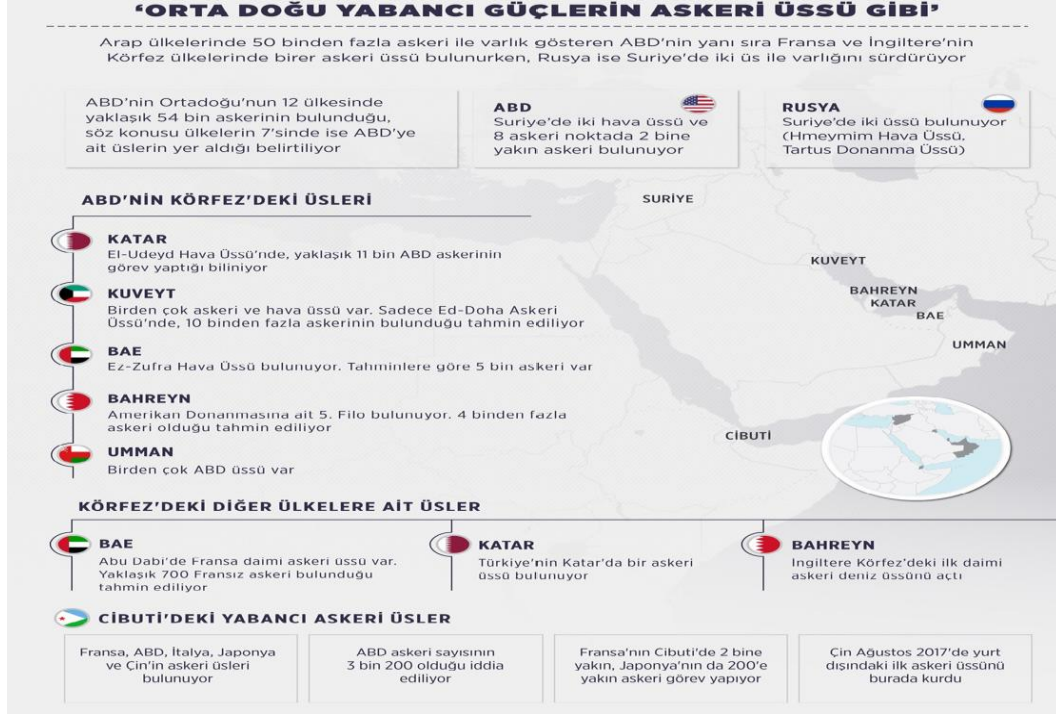 ‘ORTA DOĞU YABANCI GÜÇLERİN ASKERİ ÜSSÜ GİBİ’
Arap ülkelerinde 50 binden fazla askeri ile varlık gösteren ABD'nin yanı sıra Fransa ve İngiltere'nin
Körfez ülkelerinde birer askeri üssü bulunurken, Rusya ise Suriye'de iki üs ile varlığını sürdürüyor
ABD'nin Ortadoğu'nun 12 ülkesinde
yaklaşık 54 bin askerinin bulunduğu,
söz konusu ülkelerin 7'sinde ise ABD'ye
ait üslerin yer aldığı belirtiliyor
ABD
Suriye'de iki hava üssü ve
8 askeri noktada 2 bine
yakın askeri bulunuyor
RUSYA
Suriye'de iki üssü bulunuyor
(Hmeymim Hava Üssü,
Tartus Donanma Üssü)
ABD'NİN KÖRFEZ'DEKİ ÜSLERİ
KATAR
El-Udeyd Hava Üssü'nde, yaklaşık 11 bin ABD askerinin
görev yaptığı biliniyor
KUVEYT
Birden çok askeri ve hava üssü var. Sadece Ed-Doha Askeri
Üssü'nde, 10 binden fazla askerinin bulunduğu tahmin ediliyor
BAE
Ez-Zufra Hava Üssü bulunuyor. Tahminlere göre 5 bin askeri var
BAHREYN
Amerikan Donanmasına ait 5. Filo bulunuyor. 4 binden fazla
askeri olduğu tahmin ediliyor
UMMAN
Birden çok ABD üssü var
SURİYE
KUVEYT
BAHREYN
KATAR
BAE
UMMAN
CİBUTİ
KÖRFEZ'DEKİ DİĞER ÜLKELERE AİT ÜSLER
BAE
Abu Dabi'de Fransa daimi askeri üssü var.
Yaklaşık 700 Fransız askeri bulunduğu
tahmin ediliyor
KATAR
Türkiye'nin Katar'da bir askeri
üssü bulunuyor
BAHREYN
İngiltere Körfez'deki ilk daimi
askeri deniz üssünü açtı
CİBUTİ'DEKİ YABANCI ASKERİ ÜSLER
Fransa, ABD, İtalya, Japonya
ve Çin'in askeri üsleri
bulunuyor
ABD askeri sayısının
3 bin 200 olduğu iddia
ediliyor
Fransa'nın Cibuti'de 2 bine
yakın, Japonya'nın da 200'e
yakın askeri görev yapıyor
Çin Ağustos 2017'de yurt
dışındaki ilk askeri üssünü
burada kurdu